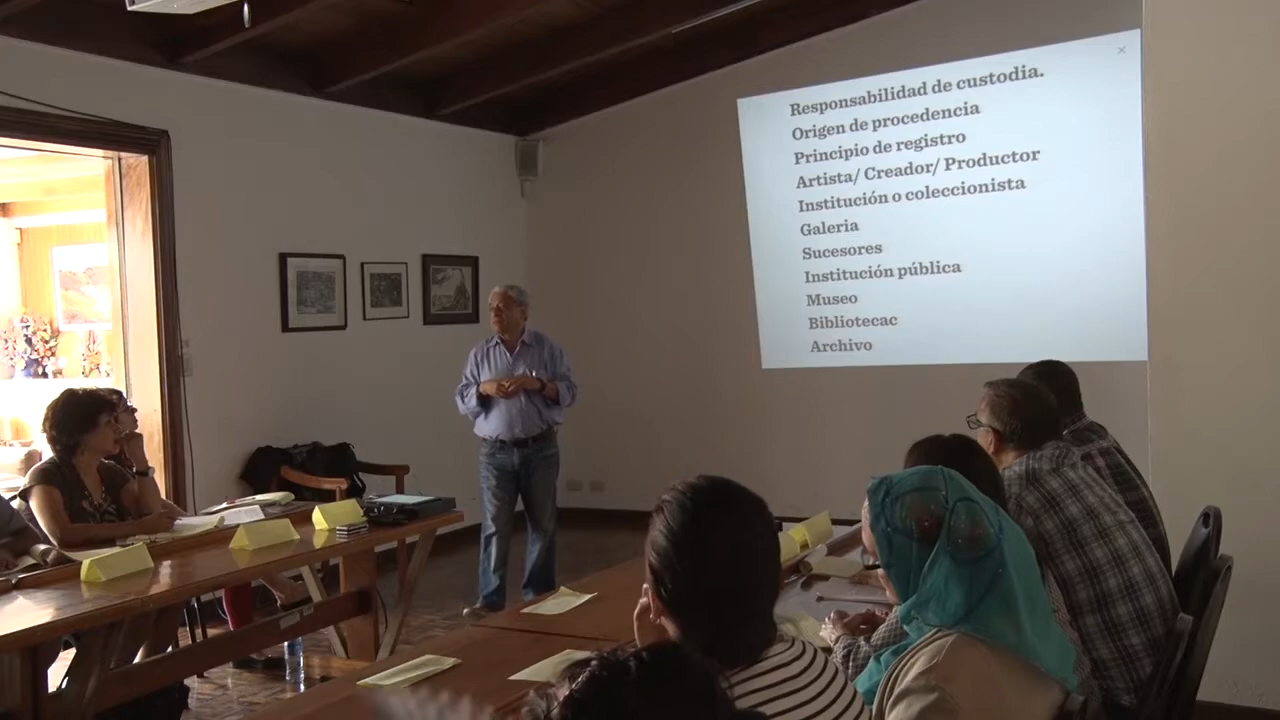 Responsabilidad de custodia.
Origen de procedencia
Principio de registro
Artista/ Creador/ Productor
Institución o coleccionista
Galeria
Sucesores
Institución pública
Museo
Bibliotecac
Archivo